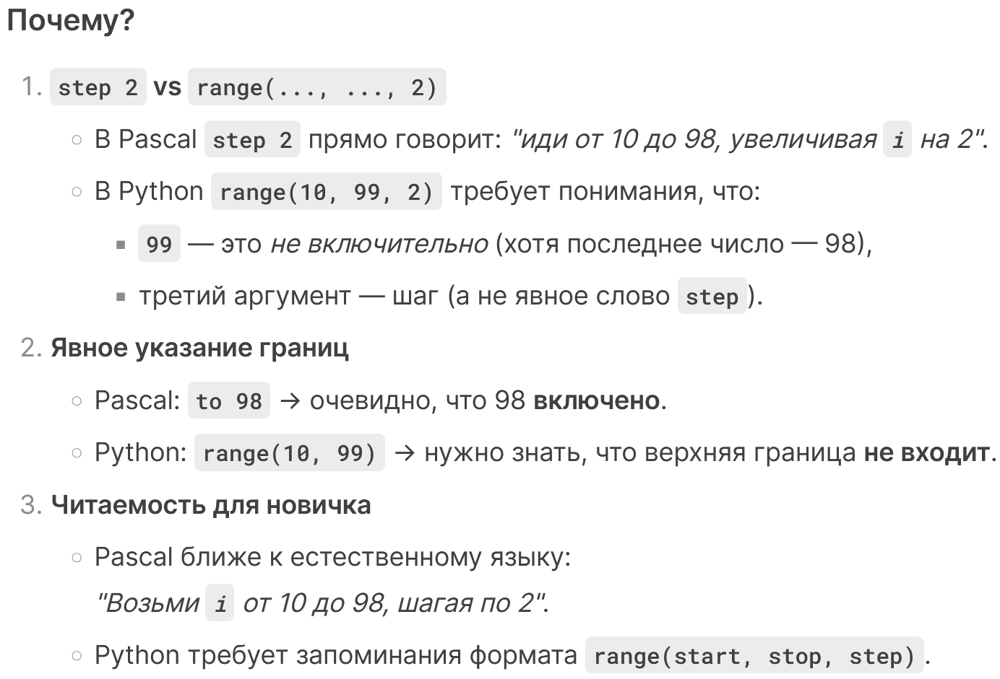 Почему?
1. step 2 vs range(..., ..., 2)
○ В Pascal step 2 прямо говорит: "иди от 10 до 98, увеличивая i на 2".
○ В Python range(10, 99, 2) требует понимания, что:
▪ 99 — это не включительно (хотя последнее число — 98),
▪ третий аргумент — шаг (а не явное слово step).
2. Явное указание границ
○ Pascal: to 98 → очевидно, что 98 включено.
○ Python: range(10, 99) → нужно знать, что верхняя граница не входит.
3. Читаемость для новичка
○ Pascal ближе к естественному языку:
"Возьми i от 10 до 98, шагая по 2".
○ Python требует запоминания формата range(start, stop, step).